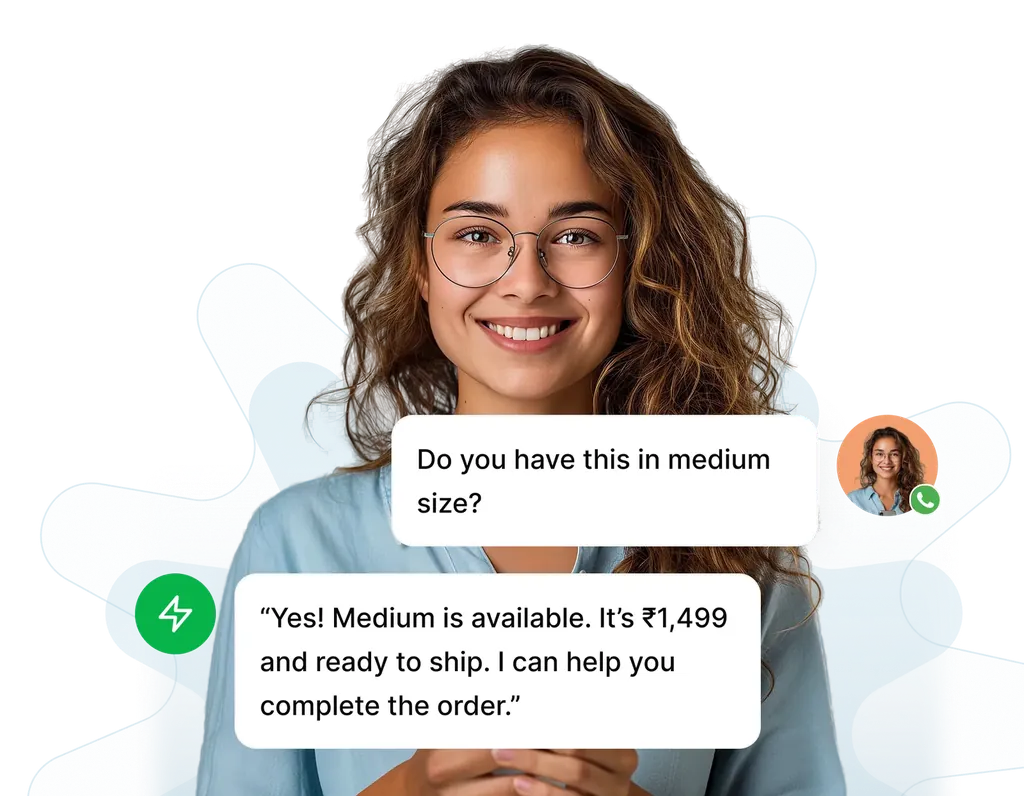 Do you have this in medium
size?
“Yes! Medium is available. It’s ₹1,499
and ready to ship. I can help you
complete the order.”